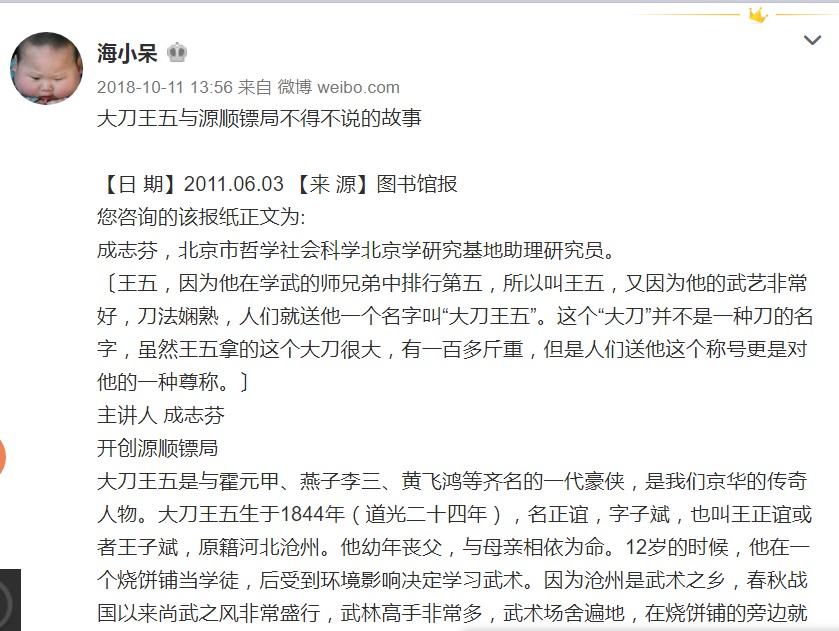 海小呆
2018-10-11 13:56 来自 微博 weibo.com
大刀王五与源顺镖局不得不说的故事
【日 期】2011.06.03 【来 源】图书馆报
您咨询的该报纸正文为:
成志芬，北京市哲学社会科学北京学研究基地助理研究员。
〔王五，因为他在学武的师兄弟中排行第五，所以叫王五，又因为他的武艺非常
好，刀法娴熟，人们就送他一个名字叫“大刀王五”。这个“大刀”并不是一种刀的名
字，虽然王五拿的这个大刀很大，有一百多斤重，但是人们送他这个称号更是对
他的一种尊称。〕
主讲人 成志芬
开创源顺镖局
大刀王五是与霍元甲、燕子李三、黄飞鸿等齐名的一代豪侠，是我们京华的传奇
人物。大刀王五生于1844年（道光二十四年），名正谊，字子斌，也叫王正谊或
者王子斌，原籍河北沧州。他幼年丧父，与母亲相依为命。12岁的时候，他在一
个烧饼铺当学徒，后受到环境影响决定学习武术。因为沧州是武术之乡，春秋战
国以来尚武之风非常盛行，武林高手非常多，武术场舍遍地，在烧饼铺的旁边就